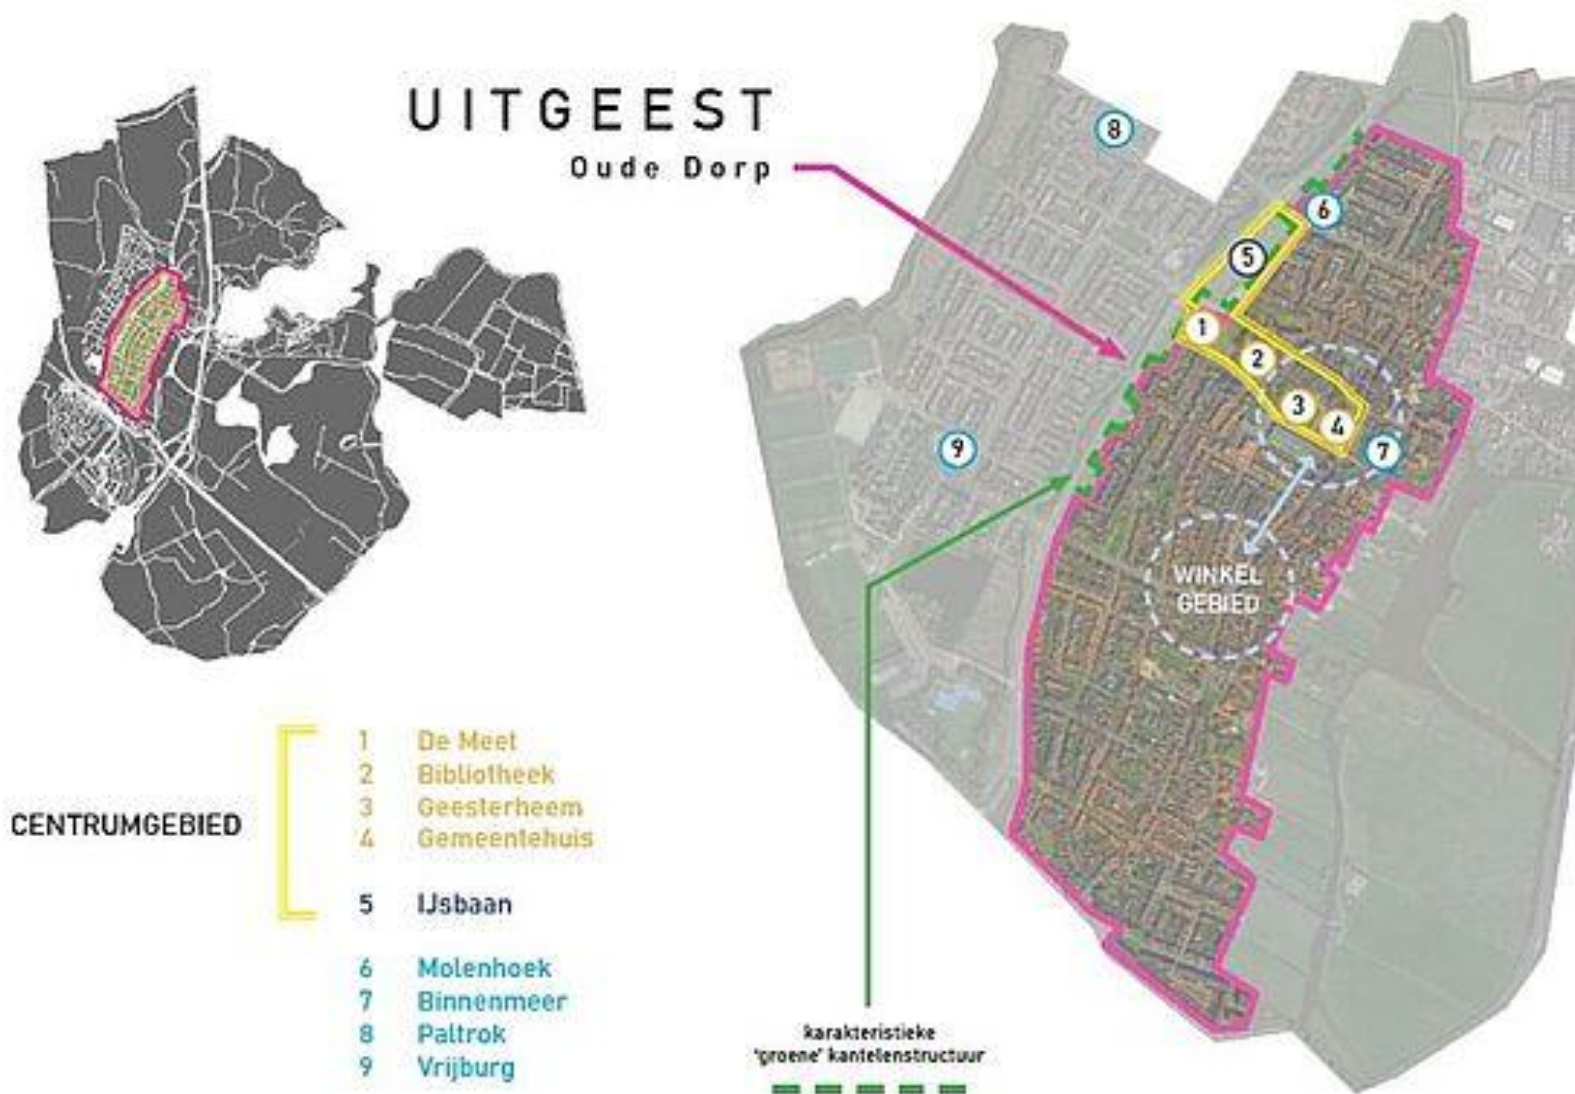 UITGEEST
Oude Dorp
8
6
5
1
2
3
4
7
9
WINKEL
GEBIED
CENTRUMGEBIED
1 De Meet
2 Bibliotheek
3 Geesterheem
4 Gemeentehuis
5 IJsbaan
6 Molenhoek
7 Binnenmeer
8 Paltrok
9 Vrijburg
karakteristieke
'groene' kantelenstructuur